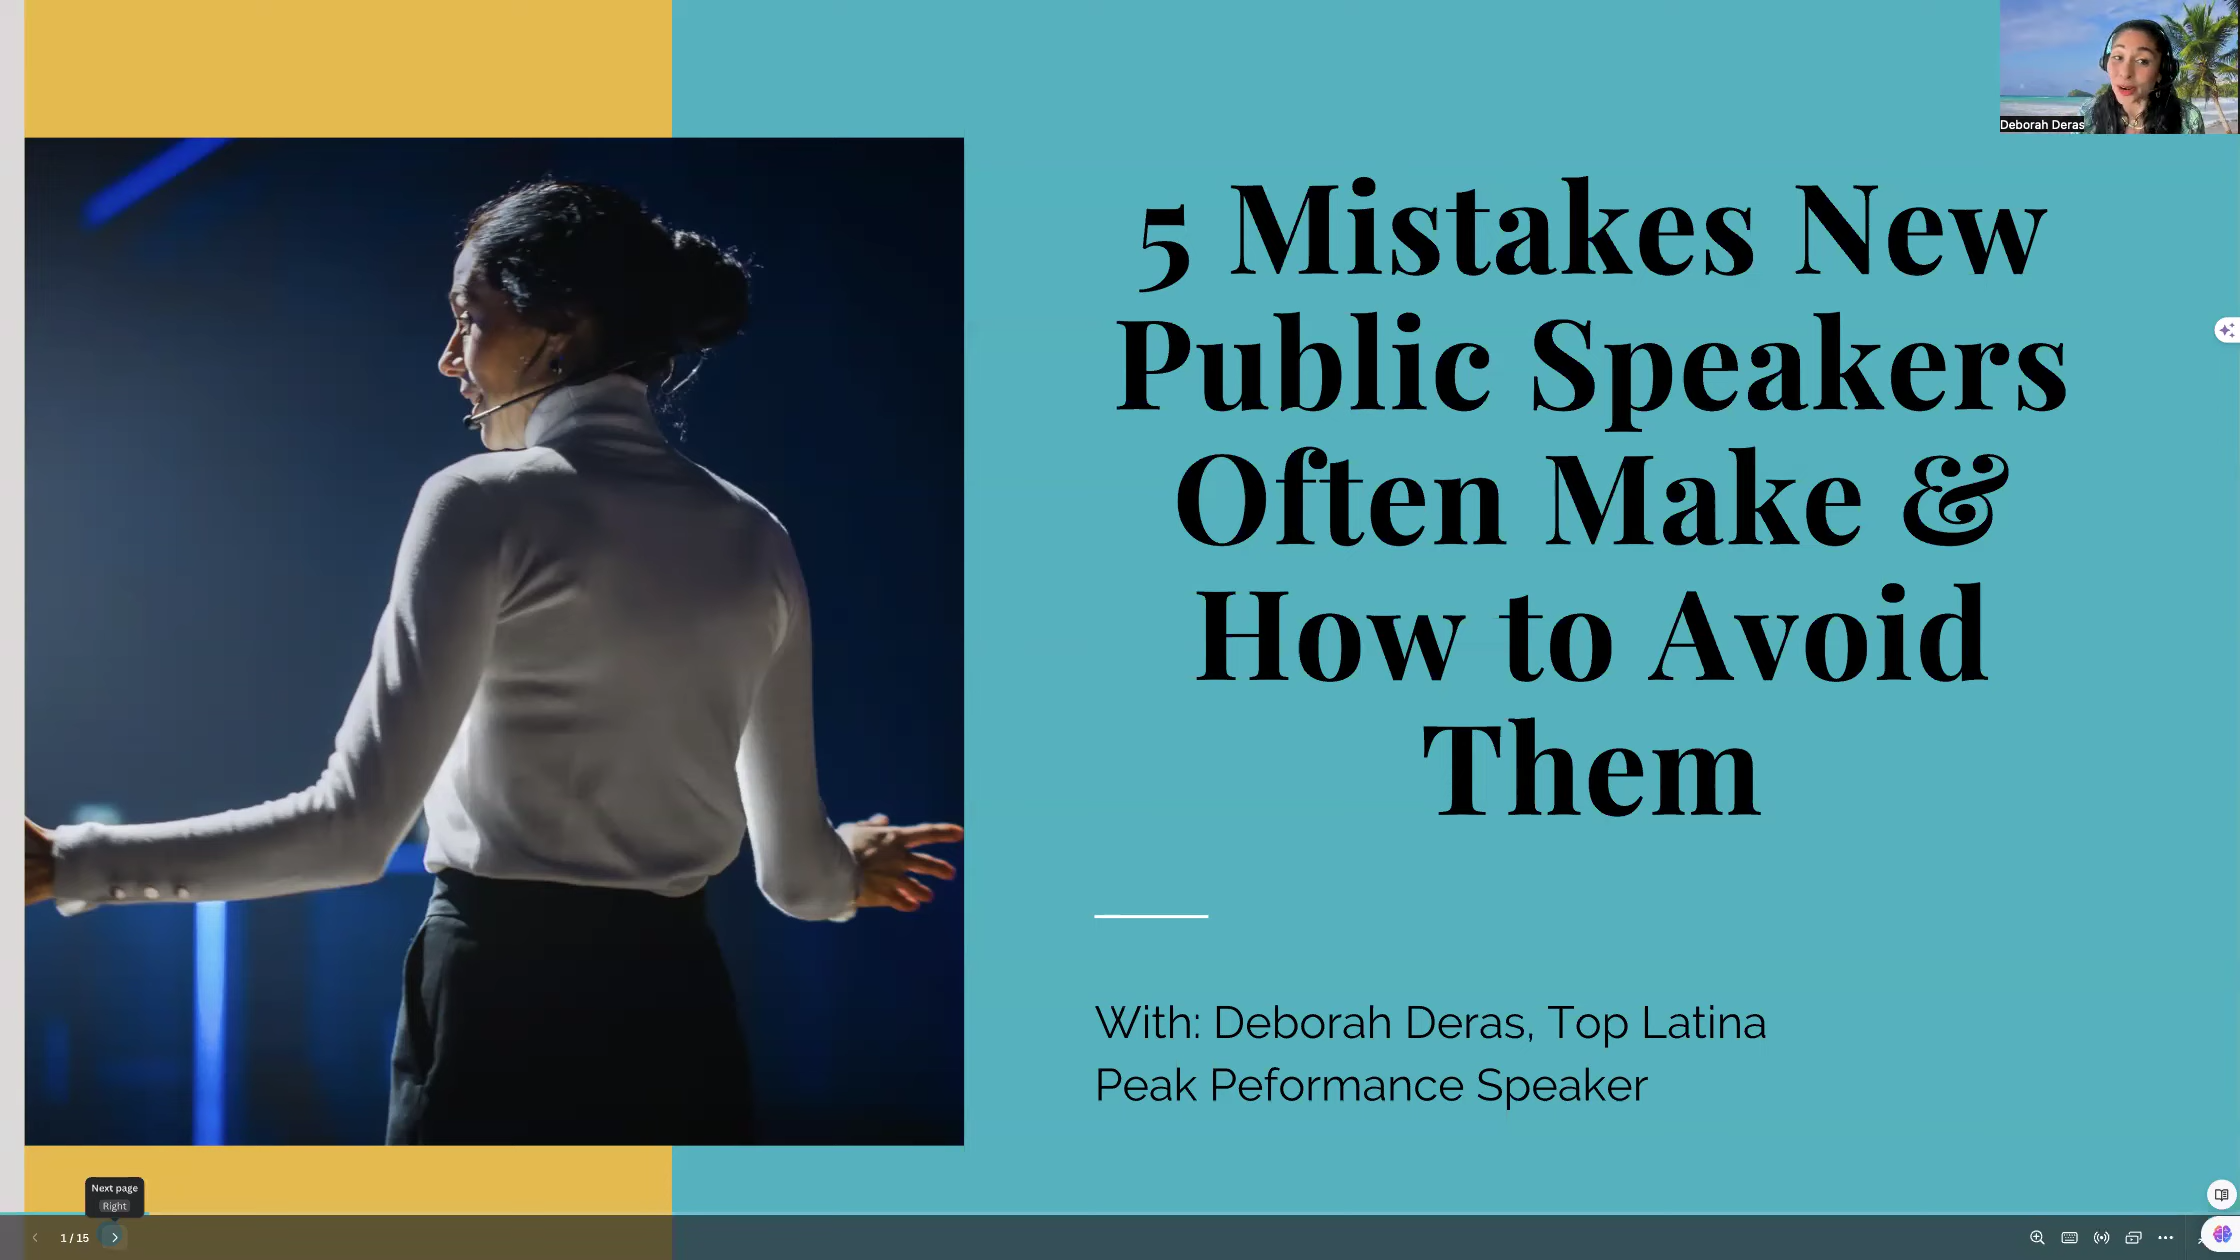 Deborah Deras
5 Mistakes New
Public Speakers
Often Make &
How to Avoid
Them
With: Deborah Deras, Top Latina
Peak Peformance Speaker
Next page
Right
1 / 15